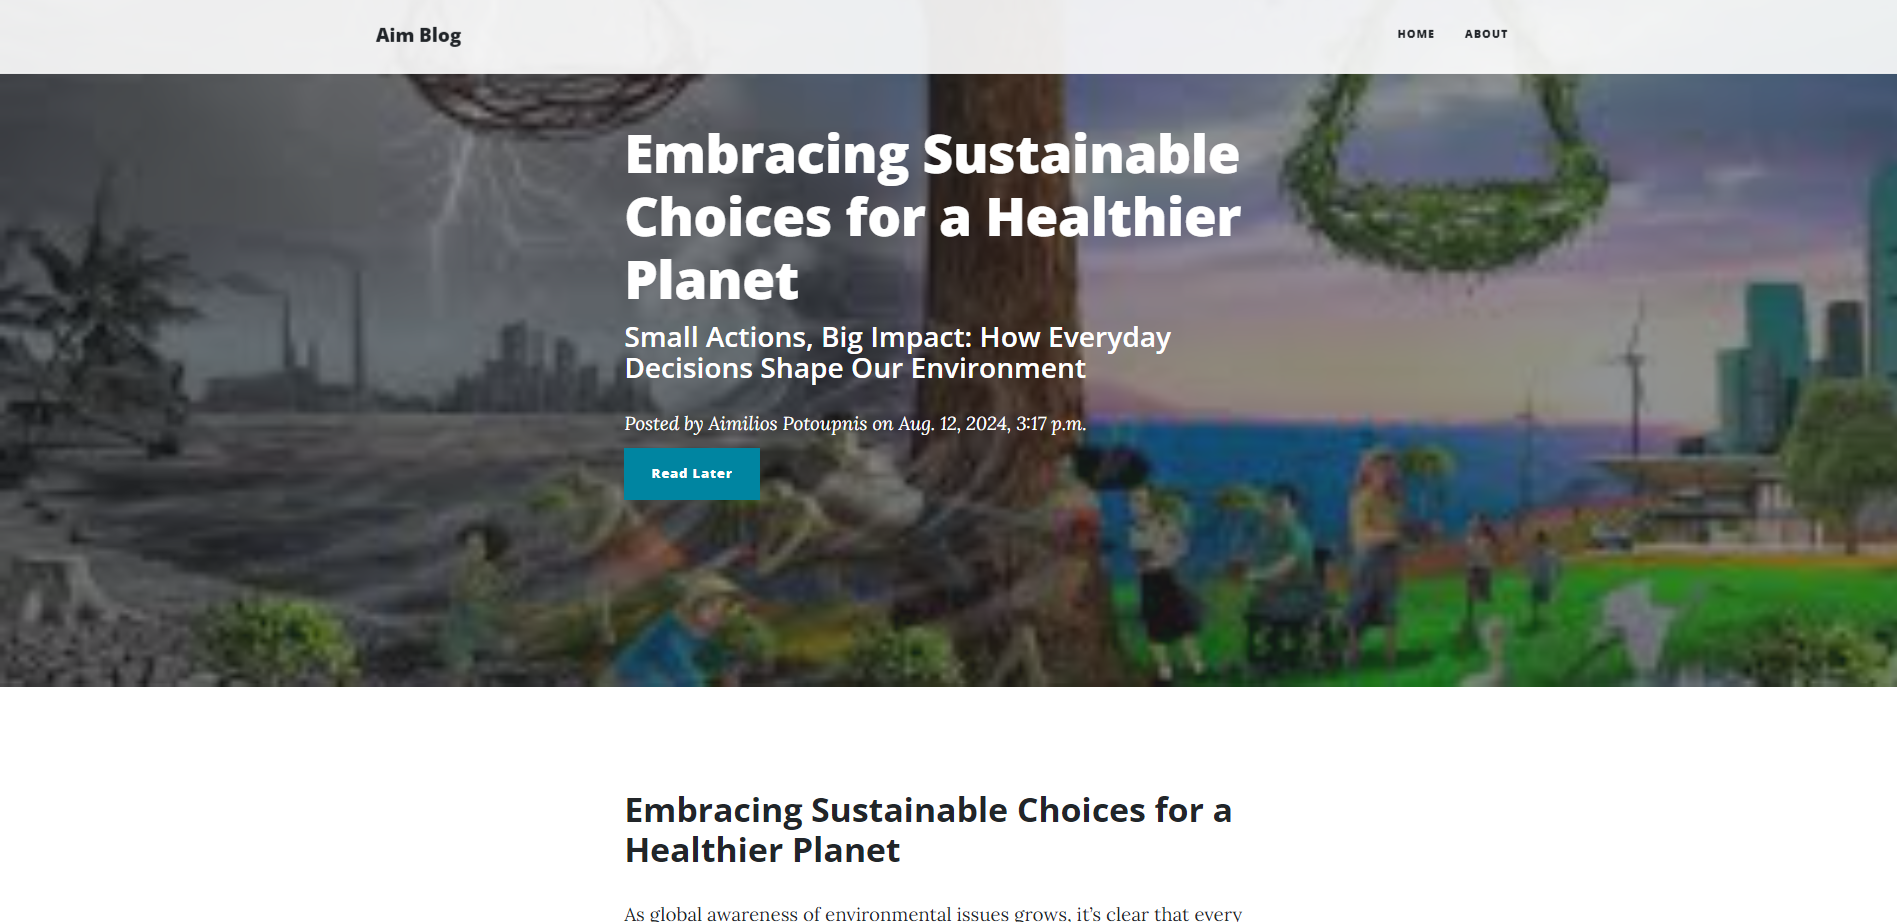 Aim Blog
HOME
ABOUT
Embracing Sustainable
Choices for a Healthier
Planet
Small Actions, Big Impact: How Everyday
Decisions Shape Our Environment
Posted by Aimilios Potoupnis on Aug. 12, 2024, 3:17 p.m.
Read Later
Embracing Sustainable Choices for a
Healthier Planet
As global awareness of environmental issues grows, it’s clear that every